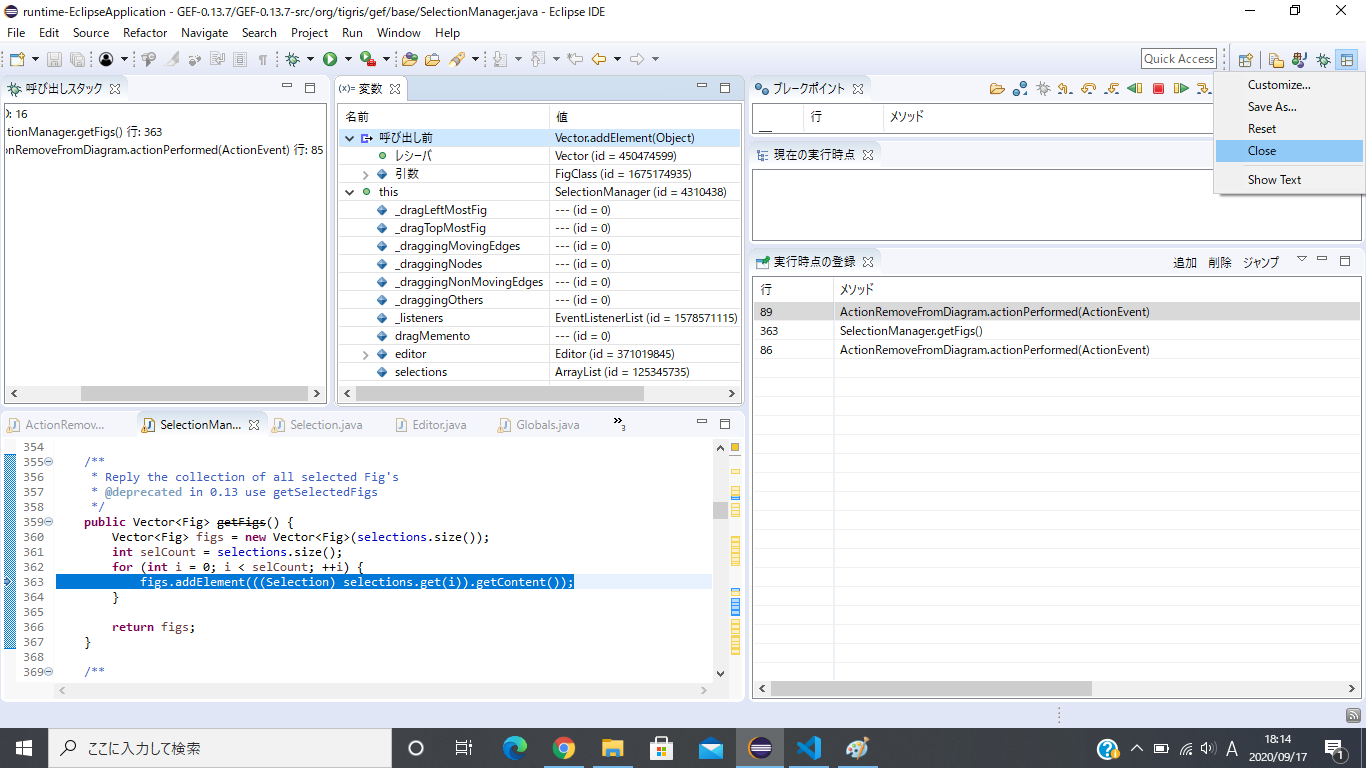 runtime-EclipseApplication - GEF-0.13.7/GEF-0.13.7-src/org/tigris/gef/base/SelectionManager.java - Eclipse IDE
File Edit Source Refactor Navigate Search Project Run Window Help
Quick Access
Customize...
Save As...
Reset
Close
Show Text
呼び出しスタック
): 16
tionManager.getFigs() 行: 363
nRemoveFromDiagram.actionPerformed(ActionEvent) 行: 85
(x)= 変数
名前 値
呼び出し前 Vector.addElement(Object)
レシーバ Vector (id = 450474599)
引数 FigClass (id = 1675174935)
this SelectionManager (id = 4310438)
_dragLeftMostFig --- (id = 0)
_dragTopMostFig --- (id = 0)
_draggingMovingEdges --- (id = 0)
_draggingNodes --- (id = 0)
_draggingNonMovingEdges --- (id = 0)
_draggingOthers --- (id = 0)
_listeners EventListenerList (id = 1578571115)
dragMemento --- (id = 0)
editor Editor (id = 371019845)
selections ArrayList (id = 125345735)
ブレークポイント
行 メソッド
現在の実行時点
実行時点の登録
追加 削除 ジャンプ
行 メソッド
89 ActionRemoveFromDiagram.actionPerformed(ActionEvent)
363 SelectionManager.getFigs()
86 ActionRemoveFromDiagram.actionPerformed(ActionEvent)
ActionRemov... SelectionMan... Selection.java Editor.java Globals.java »3
354
355 /**
356 * Reply the collection of all selected Fig's
357 * @deprecated in 0.13 use getSelectedFigs
358 */
359 public Vector<Fig> getFigs() {
360 Vector<Fig> figs = new Vector<Fig>(selections.size());
361 int selCount = selections.size();
362 for (int i = 0; i < selCount; ++i) {
363 figs.addElement(((Selection) selections.get(i)).getContent());
364 }
365
366 return figs;
367 }
368
369 /**
ここに入力して検索
A
18:14
2020/09/17
1